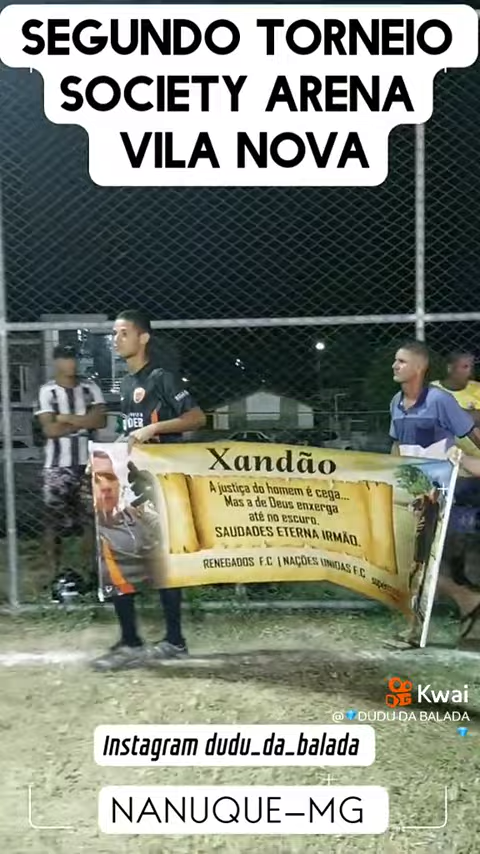 SEGUNDO TORNEIO
SOCIETY ARENA
VILA NOVA
Xandão
A justiça do homem é cega...
Mas a de Deus enxerga
até no escuro.
SAUDADES ETERNA IRMÃO.
RENEGADOS F.C | NAÇÕES UNIDAS F.C
Kwai
@💎DUDU DA BALADA
💎
Instagram dudu_da_balada
NANUQUE-MG